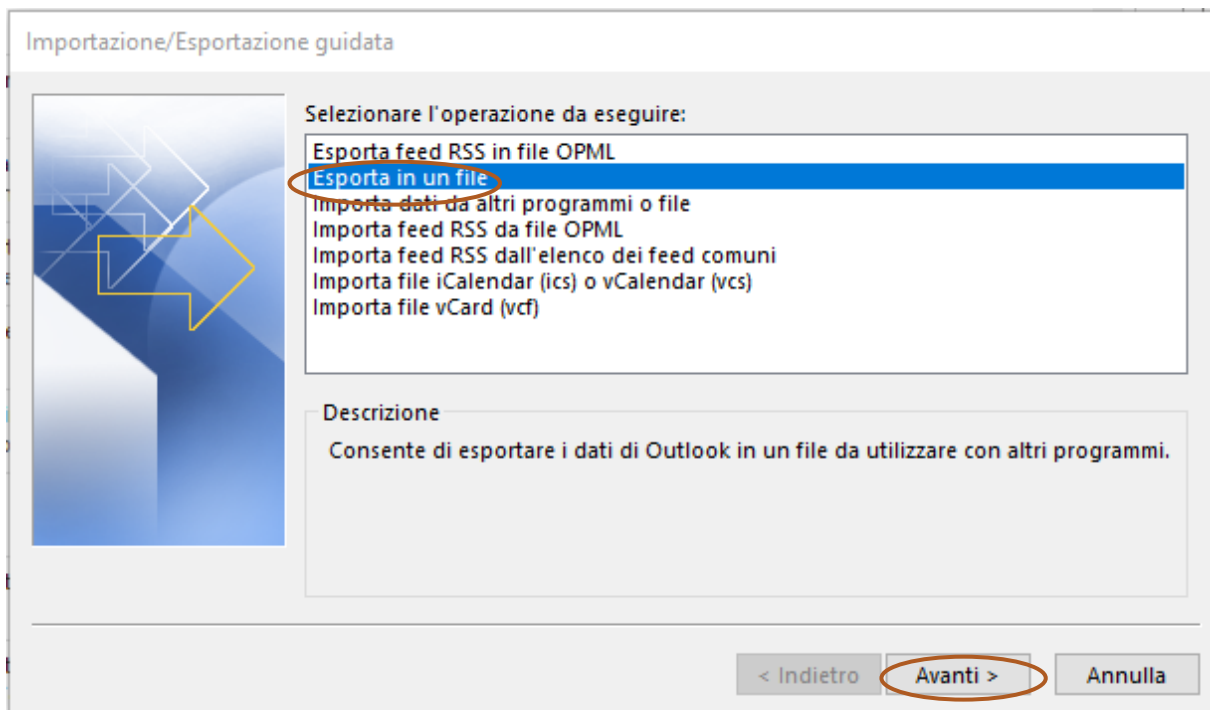 Importazione/Esportazione guidata
Selezionare l'operazione da eseguire:
Esporta feed RSS in file OPML
Esporta in un file
Importa dati da altri programmi o file
Importa feed RSS da file OPML
Importa feed RSS dall'elenco dei feed comuni
Importa file iCalendar (ics) o vCalendar (vcs)
Importa file vCard (vcf)
Descrizione
Consente di esportare i dati di Outlook in un file da utilizzare con altri programmi.
< Indietro
Avanti >
Annulla